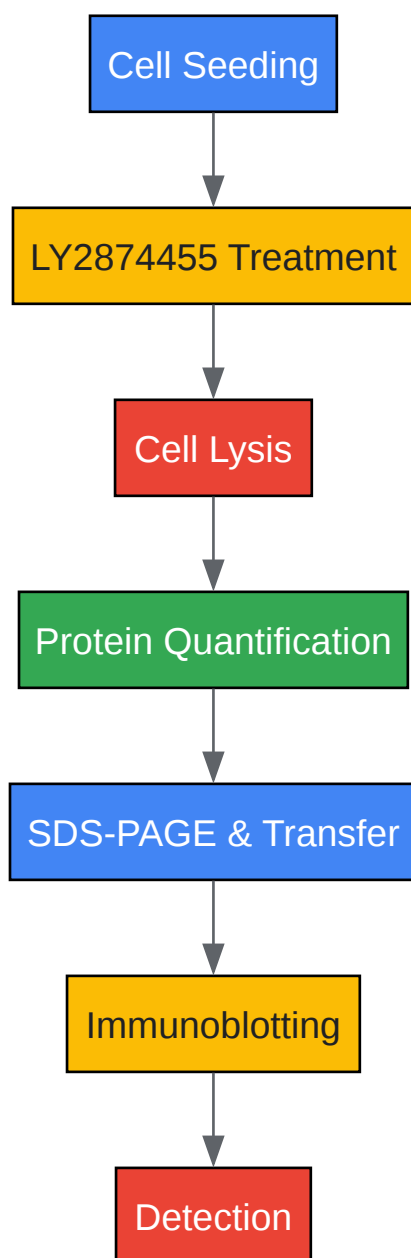 Cell Seeding
LY2874455 Treatment
Cell Lysis
Protein Quantification
SDS-PAGE & Transfer
Immunoblotting
Detection